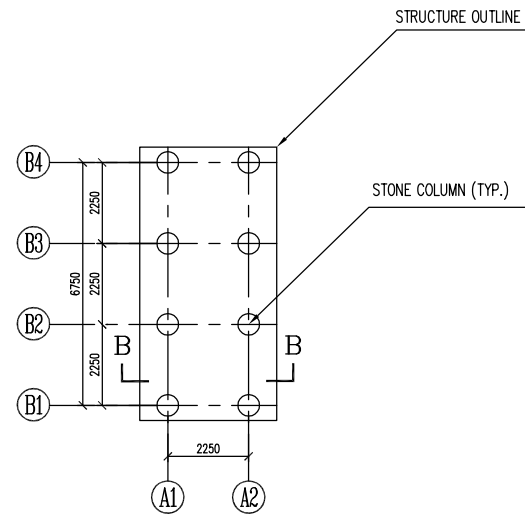 STRUCTURE OUTLINE
B4
2250
STONE COLUMN (TYP.)
B3
6750
2250
B2
B
B
2250
B1
2250
A1
A2